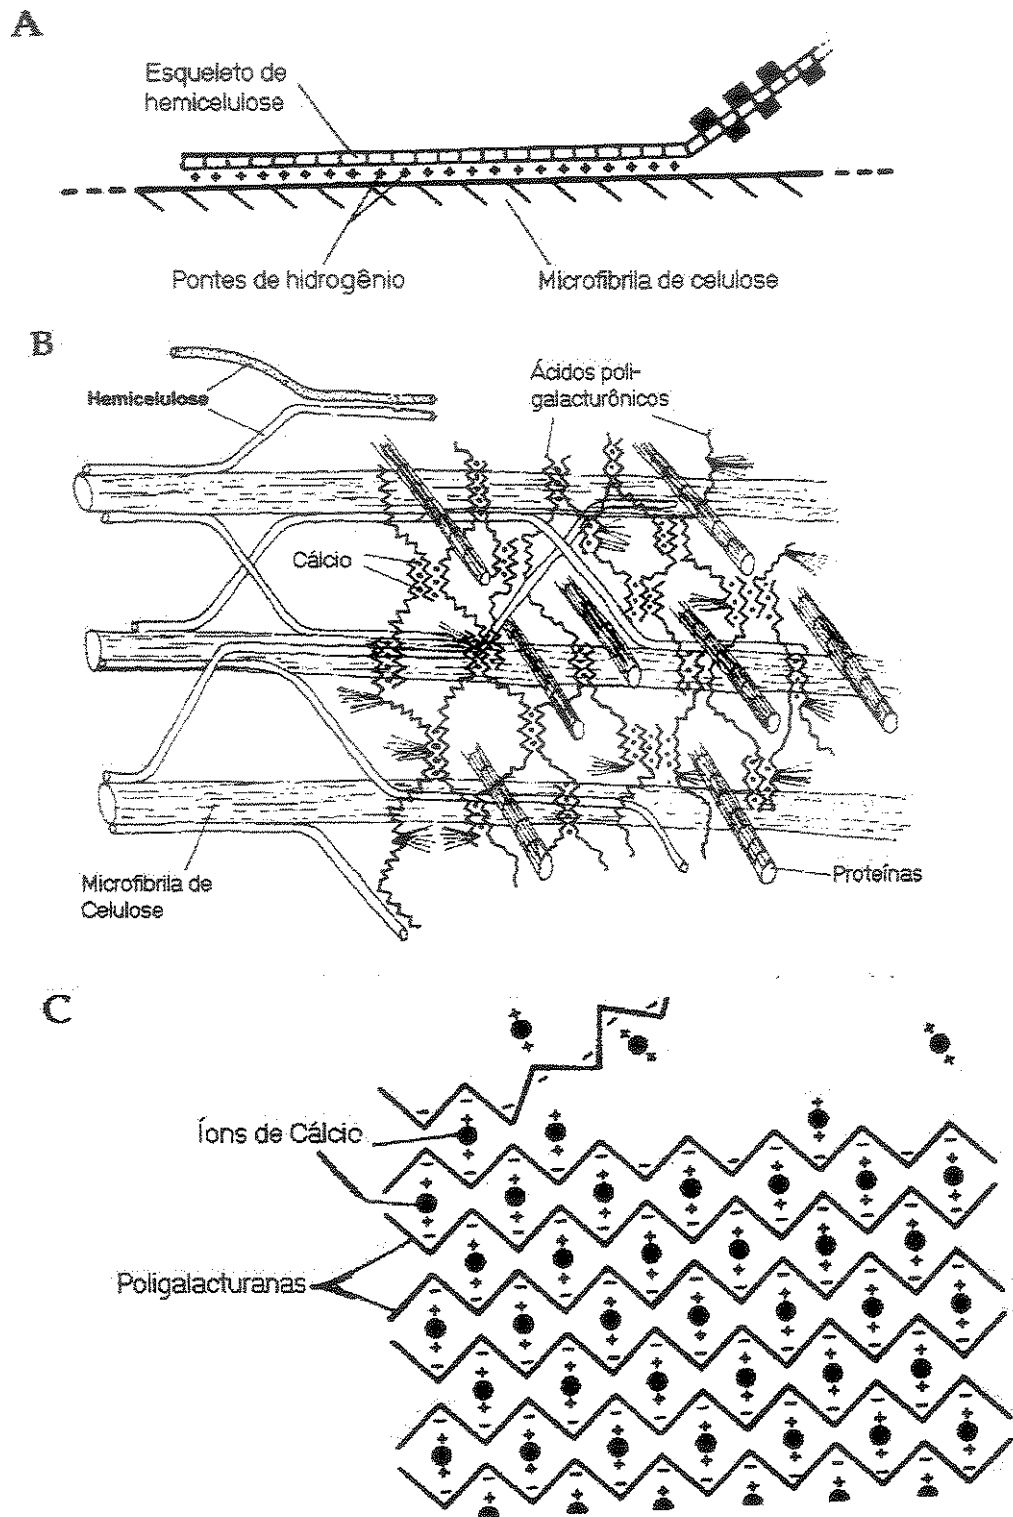 A
Esqueleto de
hemicelulose
Pontes de hidrogênio
Microfibrila de celulose
B
Hemicelulose
Ácidos poli-
galacturônicos
Cálcio
Microfibrila de
Celulose
Proteínas
C
Íons de Cálcio
Poligalacturanas